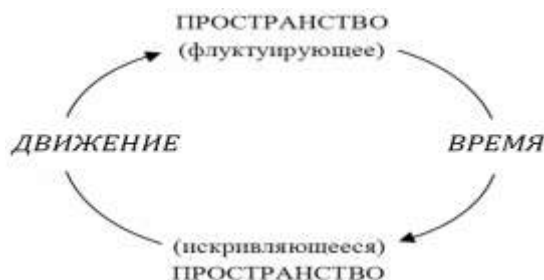 ПРОСТРАНСТВО
(флуктуирующее)
ДВИЖЕНИЕ
ВРЕМЯ
(искривляющееся)
ПРОСТРАНСТВО